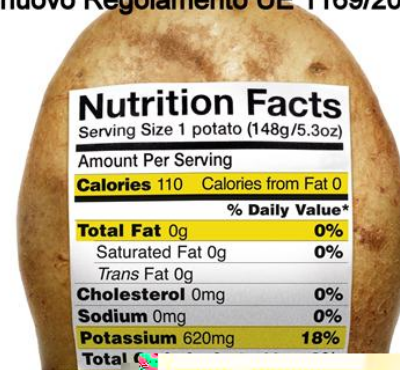 nuovo Regolamento UE 1169/20
Nutrition Facts
Serving Size 1 potato (148g/5.3oz)
Amount Per Serving
Calories 110 Calories from Fat 0
% Daily Value*
Total Fat 0g 0%
Saturated Fat 0g 0%
Trans Fat 0g
Cholesterol 0mg 0%
Sodium 0mg 0%
Potassium 620mg 18%
Total